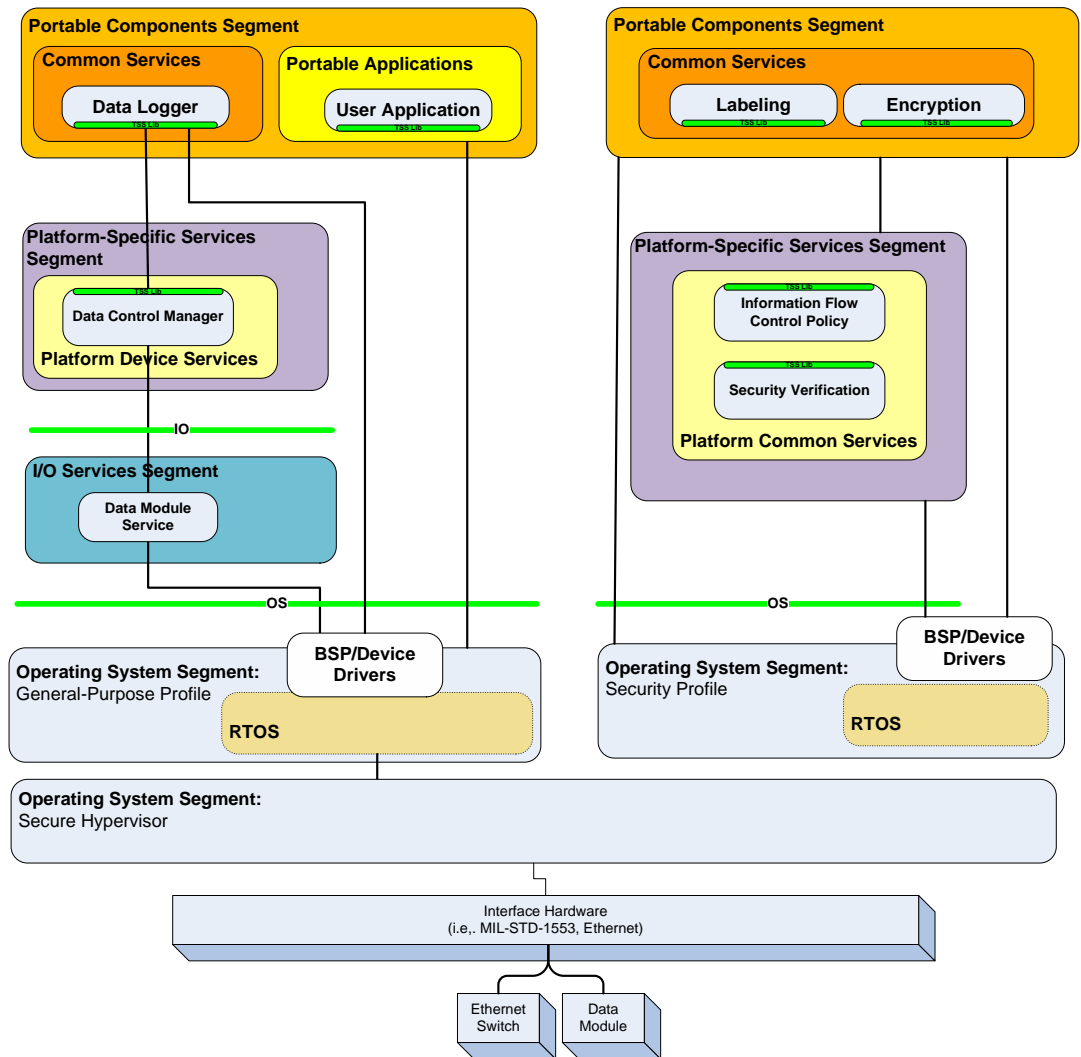 Portable Components Segment
Common Services
Data Logger
TSS Lib
Portable Applications
User Application
TSS Lib
Platform-Specific Services
Segment
TSS Lib
Data Control Manager
Platform Device Services
IO
I/O Services Segment
Data Module
Service
OS
BSP/Device
Drivers
Operating System Segment:
General-Purpose Profile
RTOS
Portable Components Segment
Common Services
Labeling
TSS Lib
Encryption
TSS Lib
Platform-Specific Services Segment
TSS Lib
Information Flow
Control Policy
TSS Lib
Security Verification
Platform Common Services
OS
BSP/Device
Drivers
Operating System Segment:
Security Profile
RTOS
Operating System Segment:
Secure Hypervisor
Interface Hardware
(i.e,. MIL-STD-1553, Ethernet)
Ethernet
Switch
Data
Module